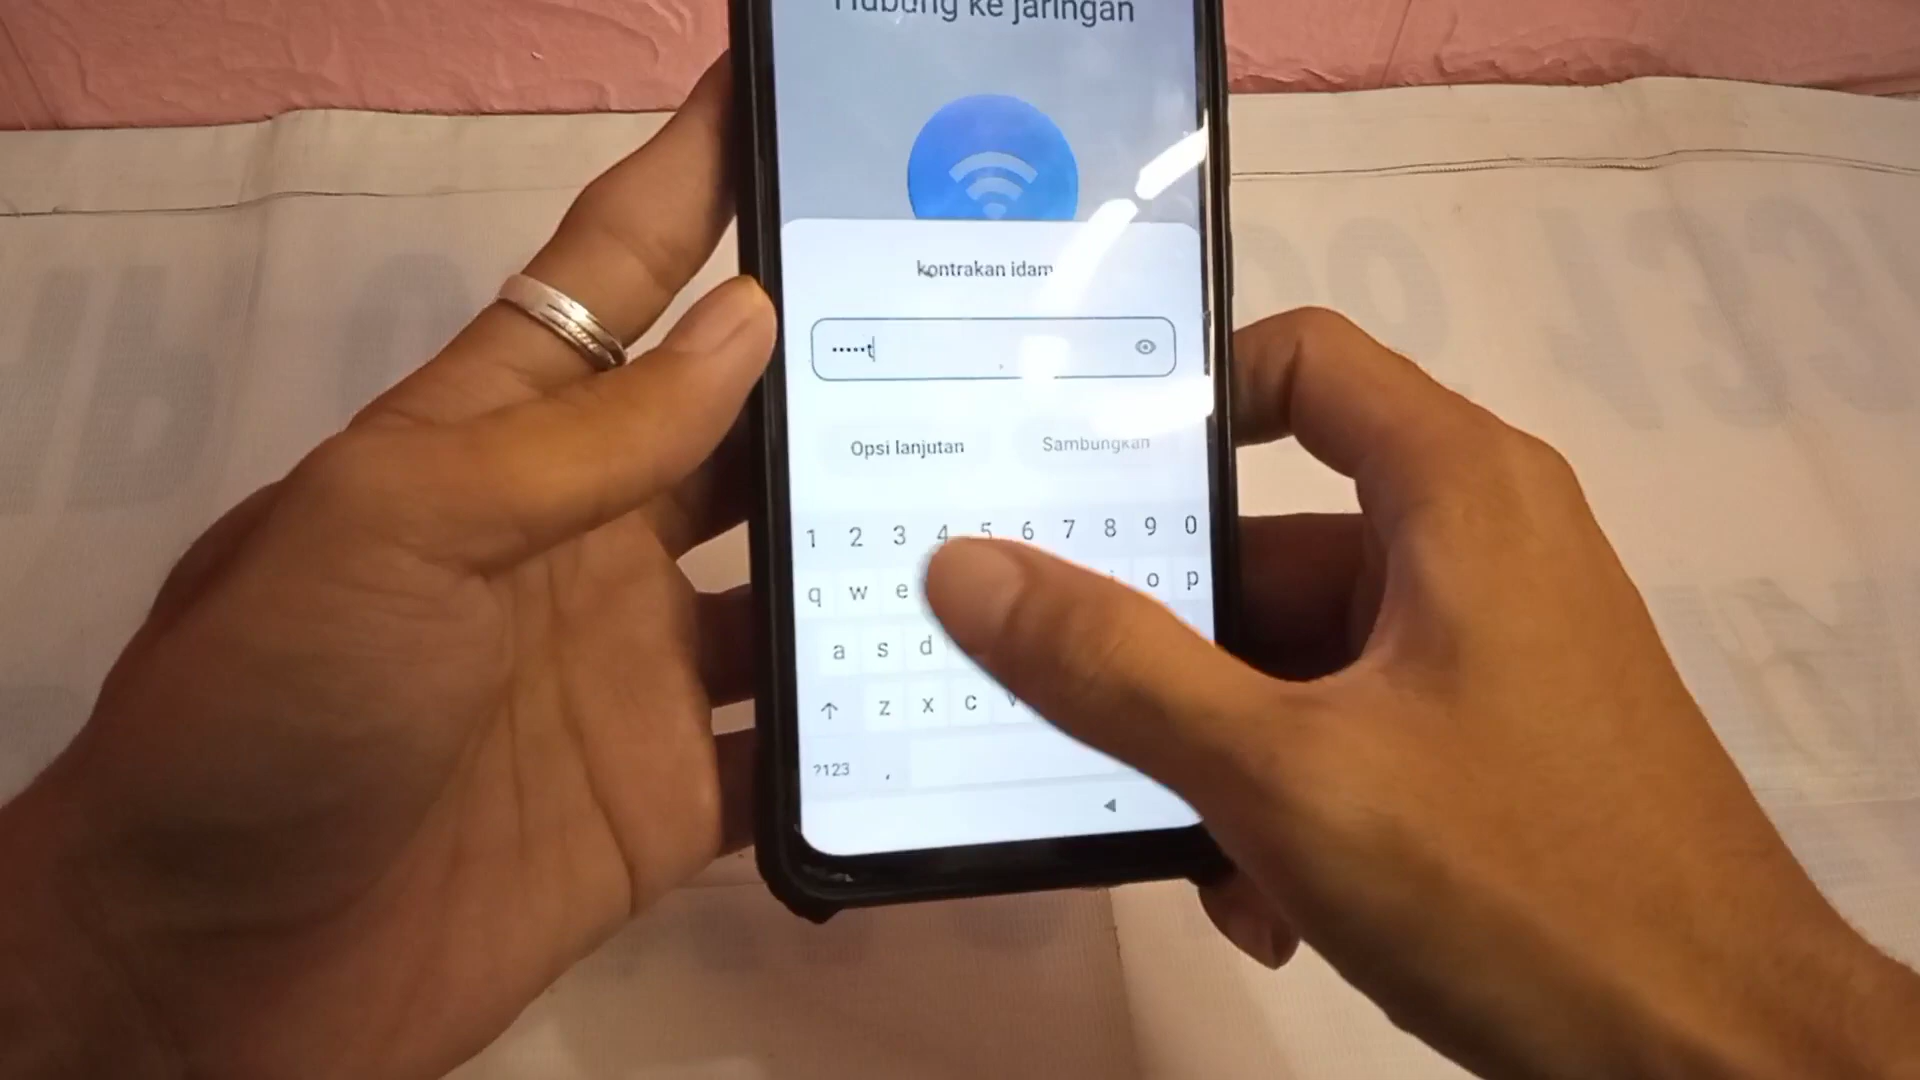 Hubung ke jaringan
kontrakan idam
•••••t
Opsi lanjutan Sambungkan
1 2 3 4 5 6 7 8 9 0
q w e o p
a s d
z x c v
?123 ,